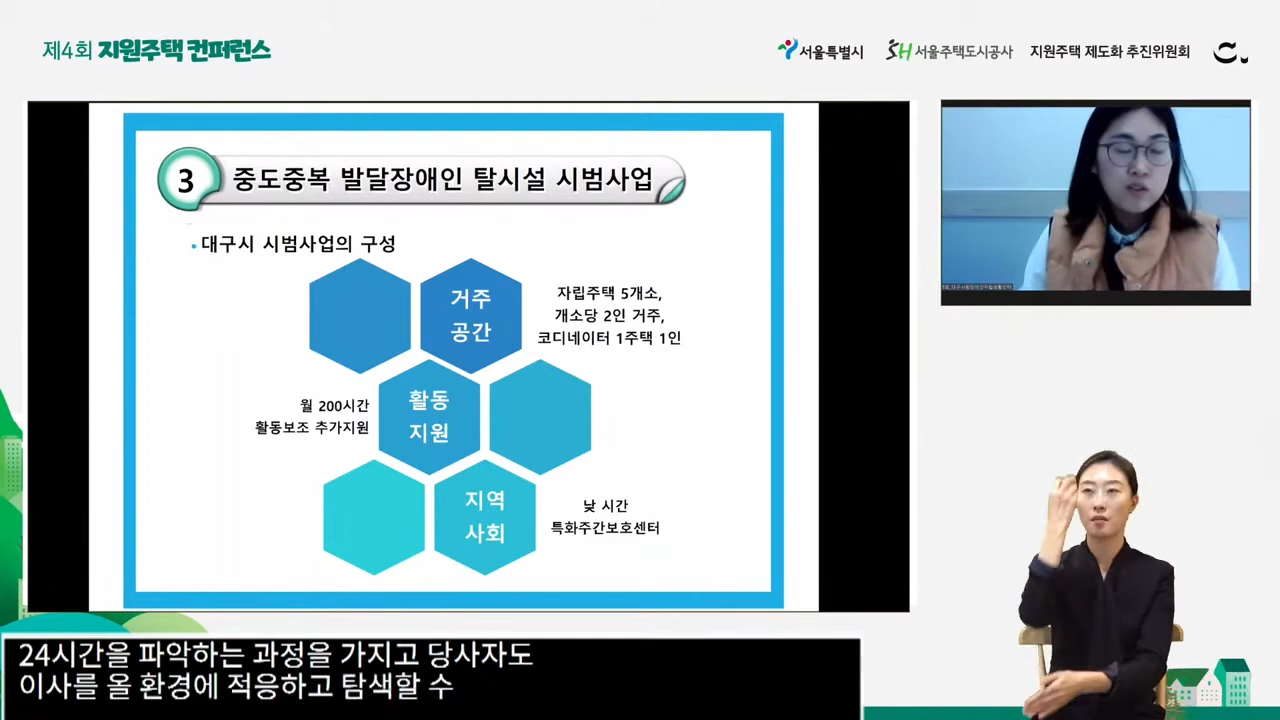 제4회 지원주택 컨퍼런스
서울특별시
SH 서울주택도시공사
지원주택 제도화 추진위원회
3
중도중복 발달장애인 탈시설 시범사업
대구시 시범사업의 구성
거주
공간
자립주택 5개소,
개소당 2인 거주,
코디네이터 1주택 1인
월 200시간
활동보조 추가지원
활동
지원
지역
사회
낮 시간
특화주간보호센터
24시간을 파악하는 과정을 가지고 당사자도
이사를 올 환경에 적응하고 탐색할 수